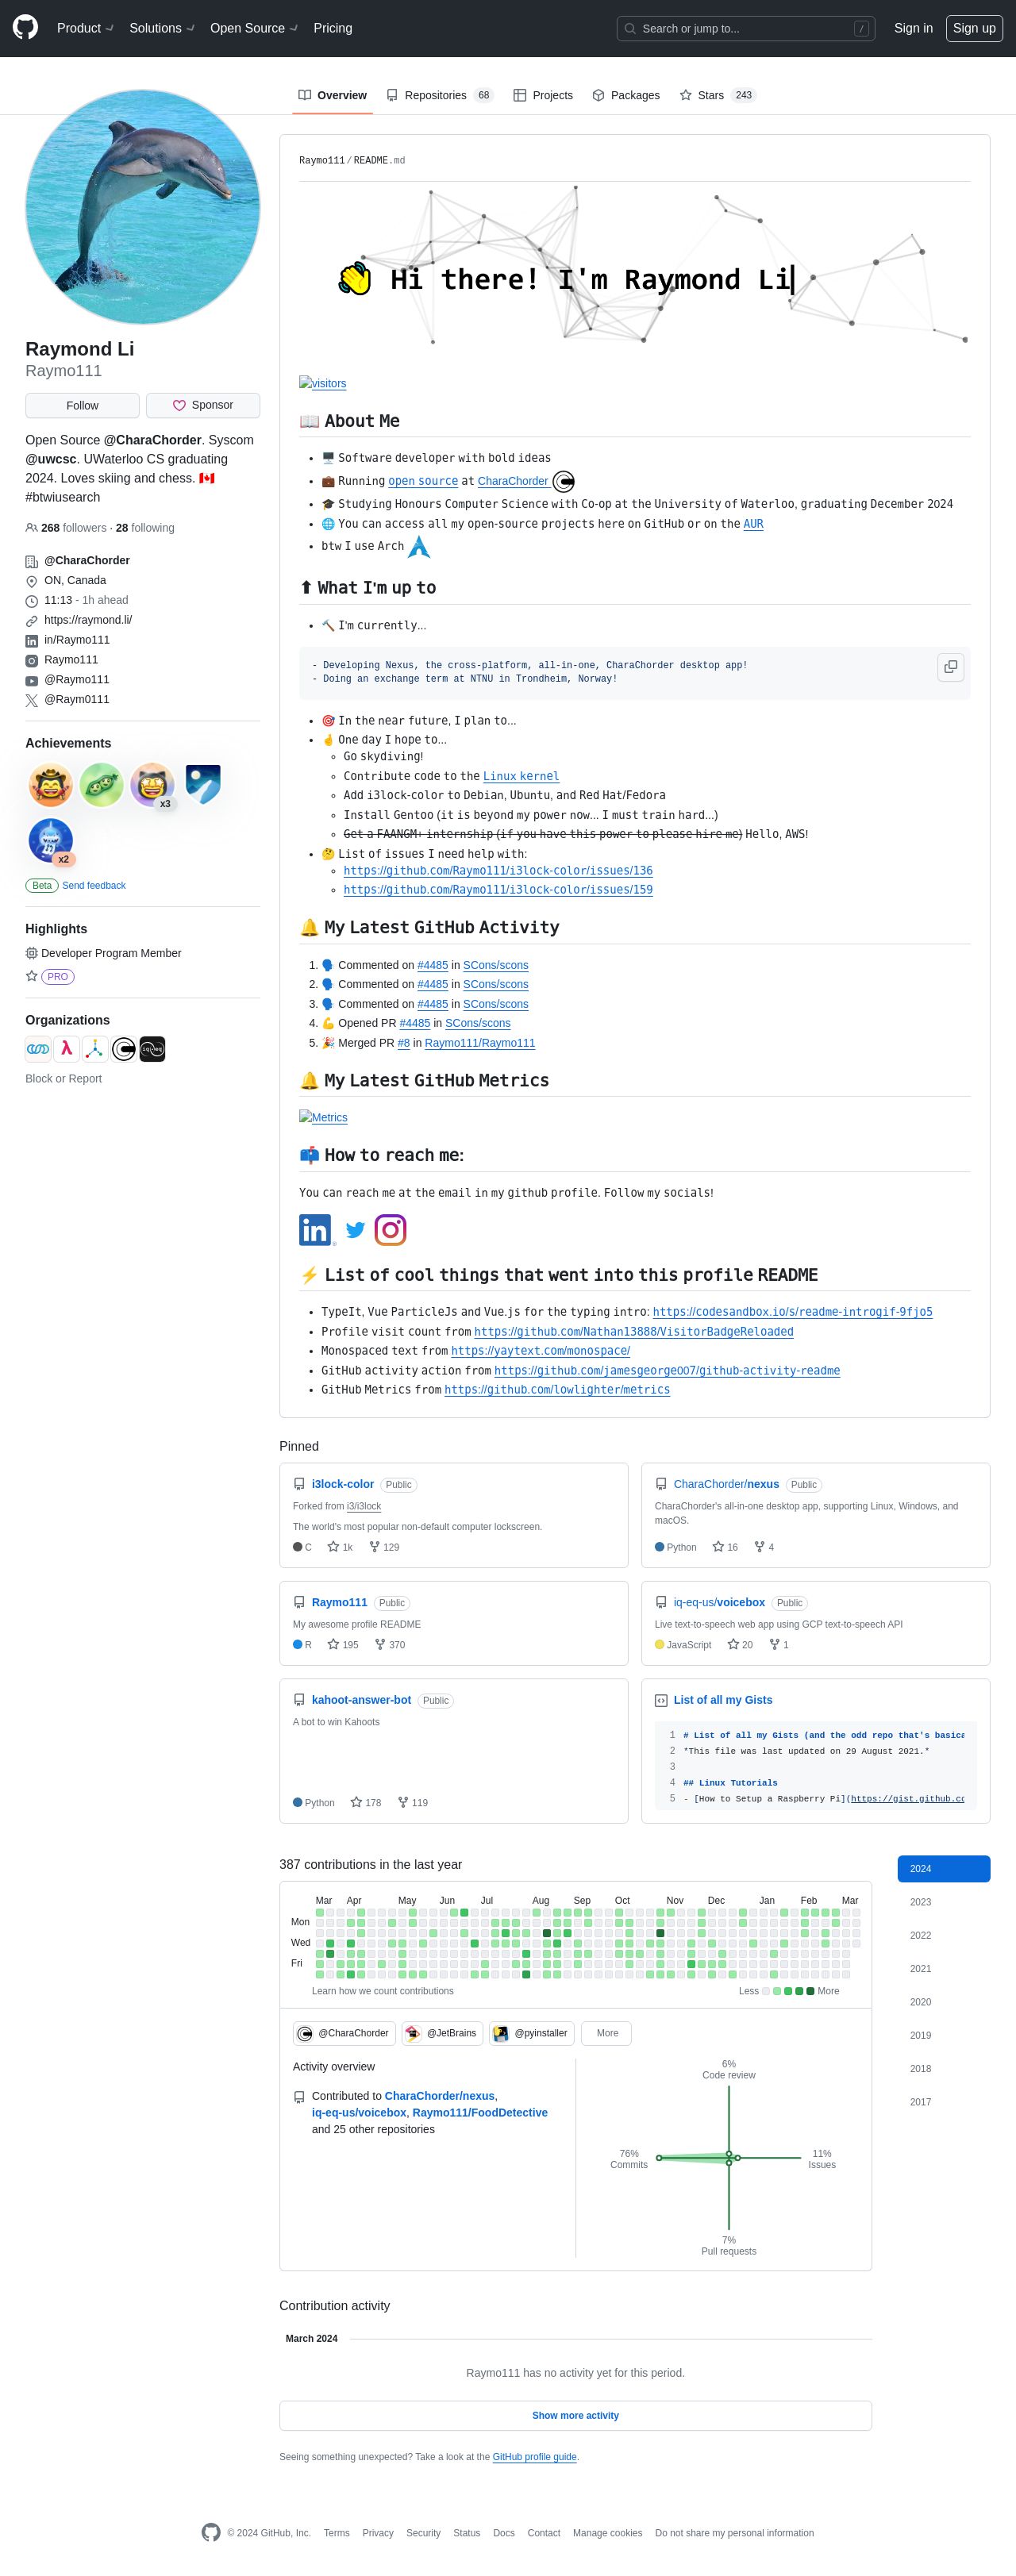 Product Solutions Open Source Pricing Search or jump to... / Sign in Sign up
Overview Repositories 68 Projects Packages Stars 243
Raymond Li
Raymo111
Follow Sponsor
Open Source @CharaChorder. Syscom
@uwcsc. UWaterloo CS graduating
2024. Loves skiing and chess. 🇨🇦
#btwiusearch
268 followers · 28 following
@CharaChorder
ON, Canada
11:13 - 1h ahead
https://raymond.li/
in/Raymo111
Raymo111
@Raymo111
@Raym0111
Achievements
x3
x2
Beta Send feedback
Highlights
Developer Program Member
PRO
Organizations
Block or Report
Raymo111/README.md
👋 Hi there! I'm Raymond Li
visitors
📖 About Me
🖥️ Software developer with bold ideas
💼 Running open source at CharaChorder
🎓 Studying Honours Computer Science with Co-op at the University of Waterloo, graduating December 2024
🌐 You can access all my open-source projects here on GitHub or on the AUR
btw I use Arch
⬆ What I'm up to
🔨 I'm currently...
- Developing Nexus, the cross-platform, all-in-one, CharaChorder desktop app!
- Doing an exchange term at NTNU in Trondheim, Norway!
🎯 In the near future, I plan to...
🤞 One day I hope to...
Go skydiving!
Contribute code to the Linux kernel
Add i3lock-color to Debian, Ubuntu, and Red Hat/Fedora
Install Gentoo (it is beyond my power now... I must train hard...)
Get a FAANGM+ internship (if you have this power to please hire me) Hello, AWS!
🤔 List of issues I need help with:
https://github.com/Raymo111/i3lock-color/issues/136
https://github.com/Raymo111/i3lock-color/issues/159
🔔 My Latest GitHub Activity
1. 🗣 Commented on #4485 in SCons/scons
2. 🗣 Commented on #4485 in SCons/scons
3. 🗣 Commented on #4485 in SCons/scons
4. 💪 Opened PR #4485 in SCons/scons
5. 🎉 Merged PR #8 in Raymo111/Raymo111
🔔 My Latest GitHub Metrics
Metrics
📫 How to reach me:
You can reach me at the email in my github profile. Follow my socials!
⚡ List of cool things that went into this profile README
TypeIt, Vue ParticleJs and Vue.js for the typing intro: https://codesandbox.io/s/readme-introgif-9fjo5
Profile visit count from https://github.com/Nathan13888/VisitorBadgeReloaded
Monospaced text from https://yaytext.com/monospace/
GitHub activity action from https://github.com/jamesgeorge007/github-activity-readme
GitHub Metrics from https://github.com/lowlighter/metrics
Pinned
i3lock-color Public
Forked from i3/i3lock
The world's most popular non-default computer lockscreen.
C 1k 129
CharaChorder/nexus Public
CharaChorder's all-in-one desktop app, supporting Linux, Windows, and
macOS.
Python 16 4
Raymo111 Public
My awesome profile README
R 195 370
iq-eq-us/voicebox Public
Live text-to-speech web app using GCP text-to-speech API
JavaScript 20 1
kahoot-answer-bot Public
A bot to win Kahoots
Python 178 119
List of all my Gists
1 # List of all my Gists (and the odd repo that's basica
2 *This file was last updated on 29 August 2021.*
3
4 ## Linux Tutorials
5 - [How to Setup a Raspberry Pi](https://gist.github.co
387 contributions in the last year
Mar Apr May Jun Jul Aug Sep Oct Nov Dec Jan Feb Mar
Mon
Wed
Fri
Learn how we count contributions Less More
@CharaChorder @JetBrains @pyinstaller More
Activity overview
Contributed to CharaChorder/nexus,
iq-eq-us/voicebox, Raymo111/FoodDetective
and 25 other repositories
6%
Code review
76%
Commits
11%
Issues
7%
Pull requests
2024
2023
2022
2021
2020
2019
2018
2017
Contribution activity
March 2024
Raymo111 has no activity yet for this period.
Show more activity
Seeing something unexpected? Take a look at the GitHub profile guide.
© 2024 GitHub, Inc. Terms Privacy Security Status Docs Contact Manage cookies Do not share my personal information